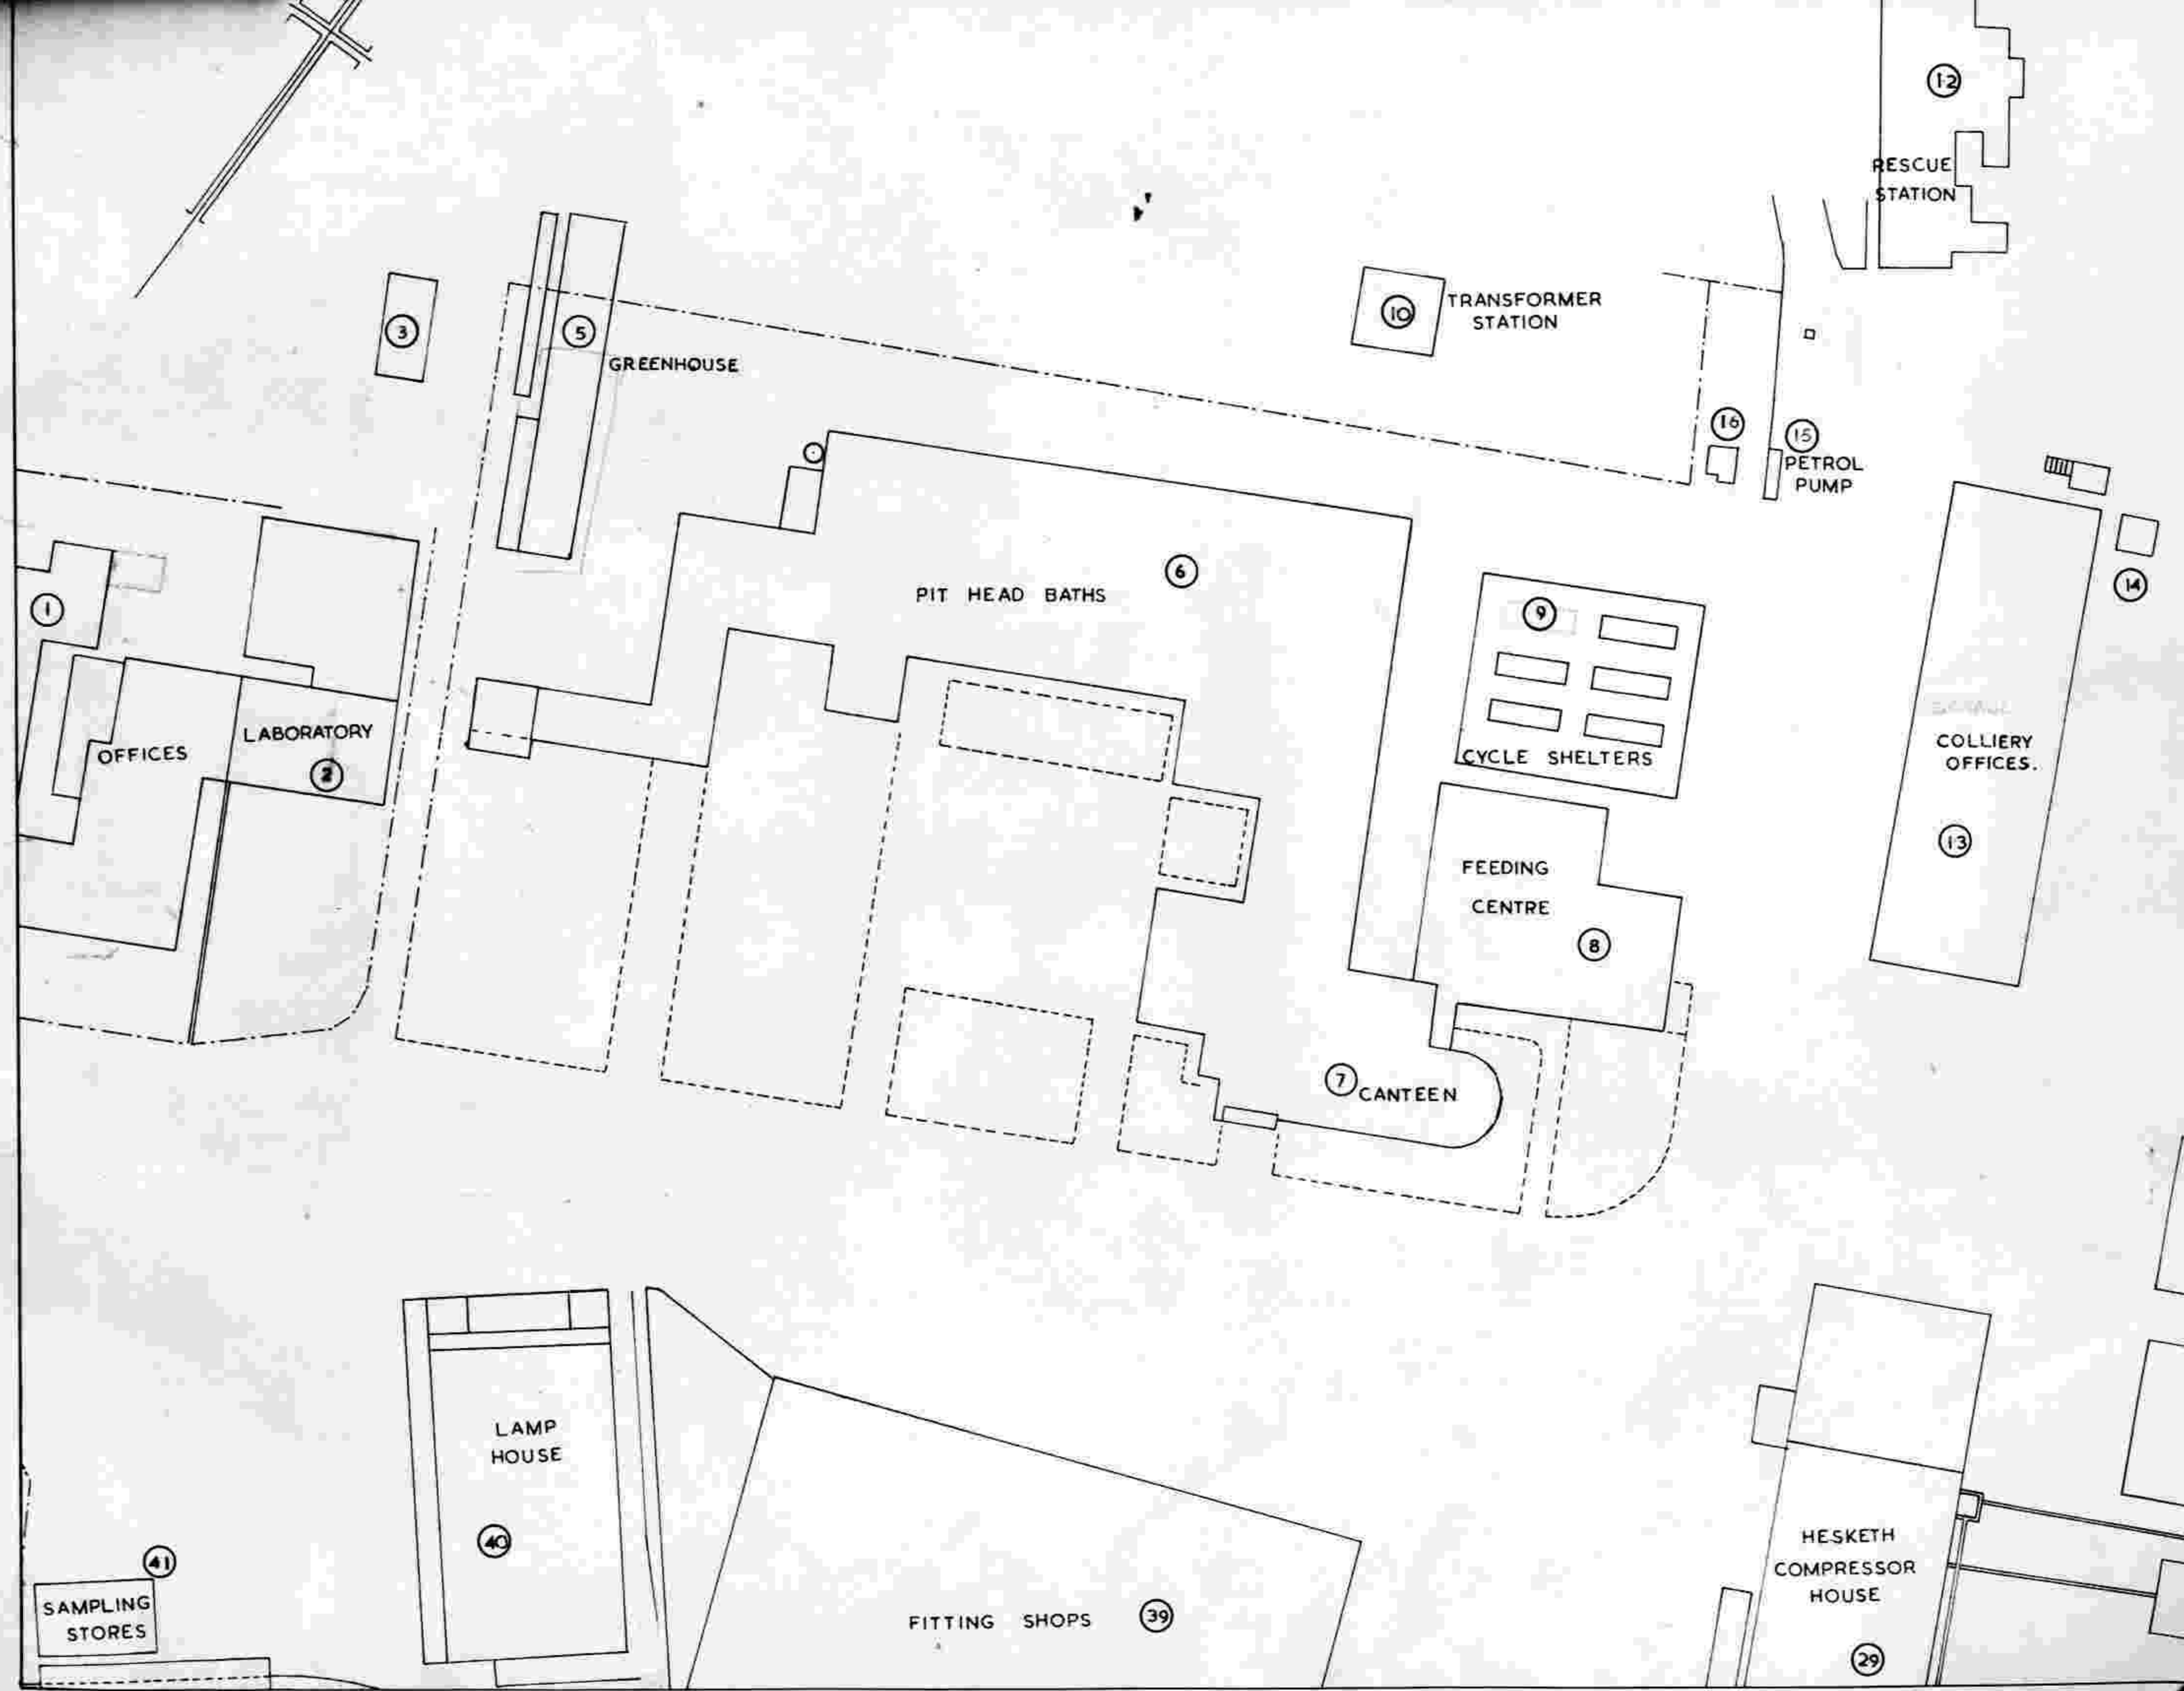 12
RESCUE
STATION
3
5
GREENHOUSE
10
TRANSFORMER
STATION
16
15
PETROL
PUMP
14
1
OFFICES
LABORATORY
2
PIT HEAD BATHS
6
9
CYCLE SHELTERS
COLLIERY
OFFICES.
13
FEEDING
CENTRE
8
7
CANTEEN
LAMP
HOUSE
40
41
SAMPLING
STORES
FITTING SHOPS
39
HESKETH
COMPRESSOR
HOUSE
29